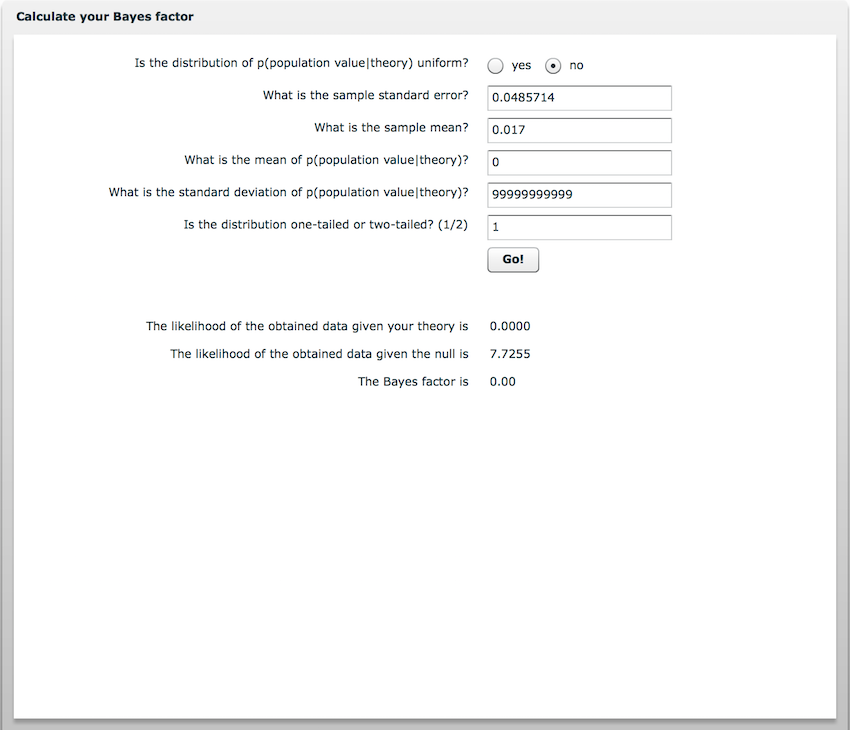 Calculate your Bayes factor
Is the distribution of p(population value|theory) uniform? yes no
What is the sample standard error? 0.0485714
What is the sample mean? 0.017
What is the mean of p(population value|theory)? 0
What is the standard deviation of p(population value|theory)? 99999999999
Is the distribution one-tailed or two-tailed? (1/2) 1
Go!
The likelihood of the obtained data given your theory is 0.0000
The likelihood of the obtained data given the null is 7.7255
The Bayes factor is 0.00